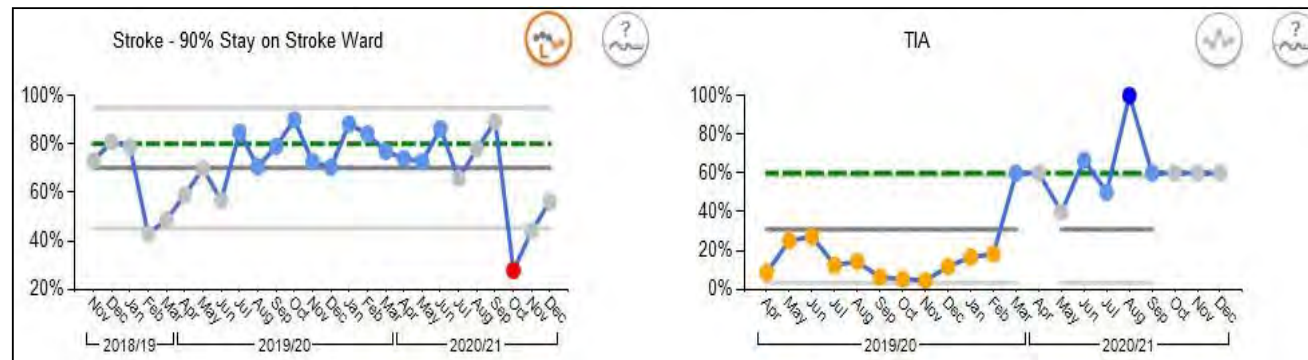 Stroke - 90% Stay on Stroke Ward
L
?
100%
80%
60%
40%
20%
Nov Dec Jan Feb Mar Apr May Jun Jul Aug Sep Oct Nov Dec Jan Feb Mar Apr May Jun Jul Aug Sep Oct Nov Dec
2018/19 2019/20 2020/21
TIA
?
100%
80%
60%
40%
20%
0%
Apr May Jun Jul Aug Sep Oct Nov Dec Jan Feb Mar Apr May Jun Jul Aug Sep Oct Nov Dec
2019/20 2020/21